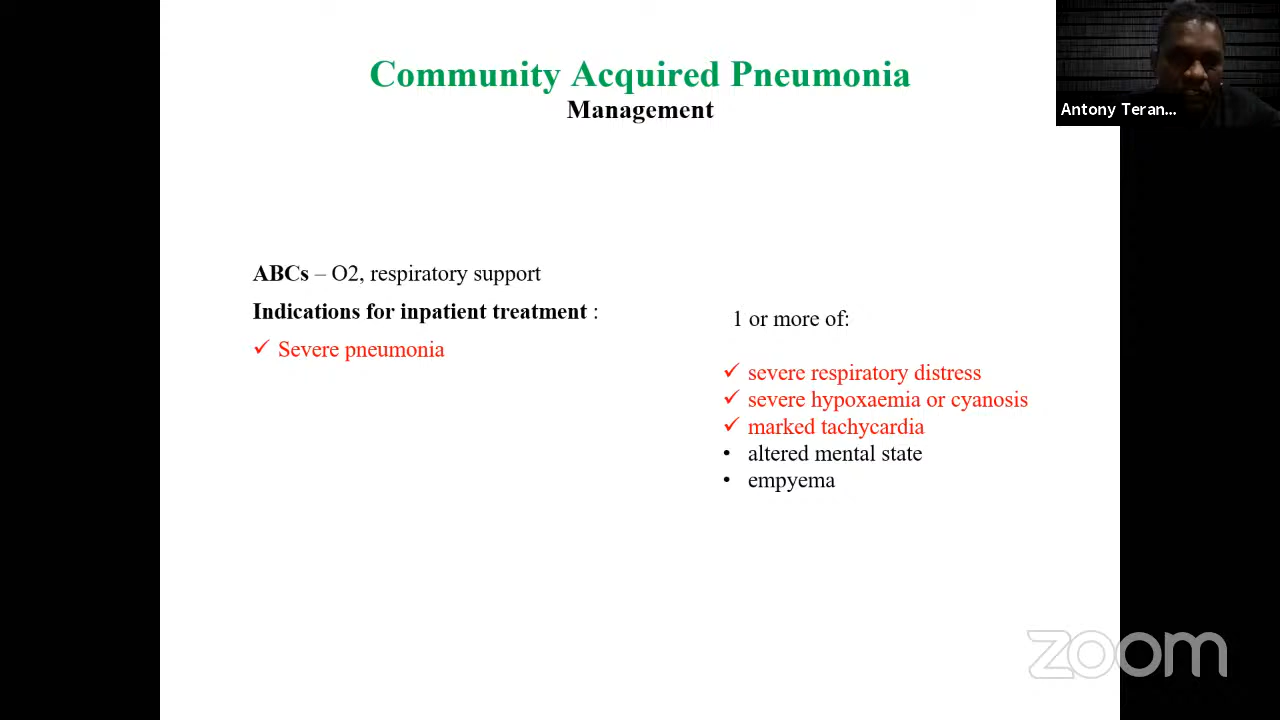 Community Acquired Pneumonia
Management
Antony Teran...
ABCs – O2, respiratory support
Indications for inpatient treatment :
✓ Severe pneumonia
1 or more of:
✓ severe respiratory distress
✓ severe hypoxaemia or cyanosis
✓ marked tachycardia
• altered mental state
• empyema
zoom